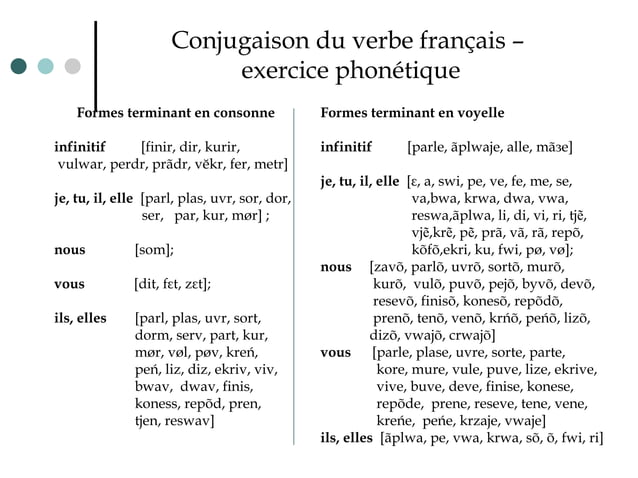 Conjugaison du verbe français –
exercice phonétique
Formes terminant en consonne
infinitif [finir, dir, kurir,
vulwar, perdr, prãdr, vẽkr, fer, metr]
je, tu, il, elle [parl, plas, uvr, sor, dor,
ser, par, kur, mør] ;
nous [som];
vous [dit, fɛt, zɛt];
ils, elles [parl, plas, uvr, sort,
dorm, serv, part, kur,
mør, vøl, pøv, kreń,
peń, liz, diz, ekriv, viv,
bwav, dwav, finis,
koness, repõd, pren,
tjen, reswav]
Formes terminant en voyelle
infinitif [parle, ãplwaje, alle, mãзe]
je, tu, il, elle [ɛ, a, swi, pe, ve, fe, me, se,
va,bwa, krwa, dwa, vwa,
reswa,ãplwa, li, di, vi, ri, tjẽ,
vjẽ,krẽ, pẽ, prã, vã, rã, repõ,
kõfõ,ekri, ku, fwi, pø, vø];
nous [zavõ, parlõ, uvrõ, sortõ, murõ,
kurõ, vulõ, puvõ, pejõ, byvõ, devõ,
resevõ, finisõ, konesõ, repõdõ,
prenõ, tenõ, venõ, krńõ, peńõ, lizõ,
dizõ, vwajõ, crwajõ]
vous [parle, plase, uvre, sorte, parte,
kore, mure, vule, puve, lize, ekrive,
vive, buve, deve, finise, konese,
repõde, prene, reseve, tene, vene,
kreńe, peńe, krzaje, vwaje]
ils, elles [ãplwa, pe, vwa, krwa, sõ, õ, fwi, ri]